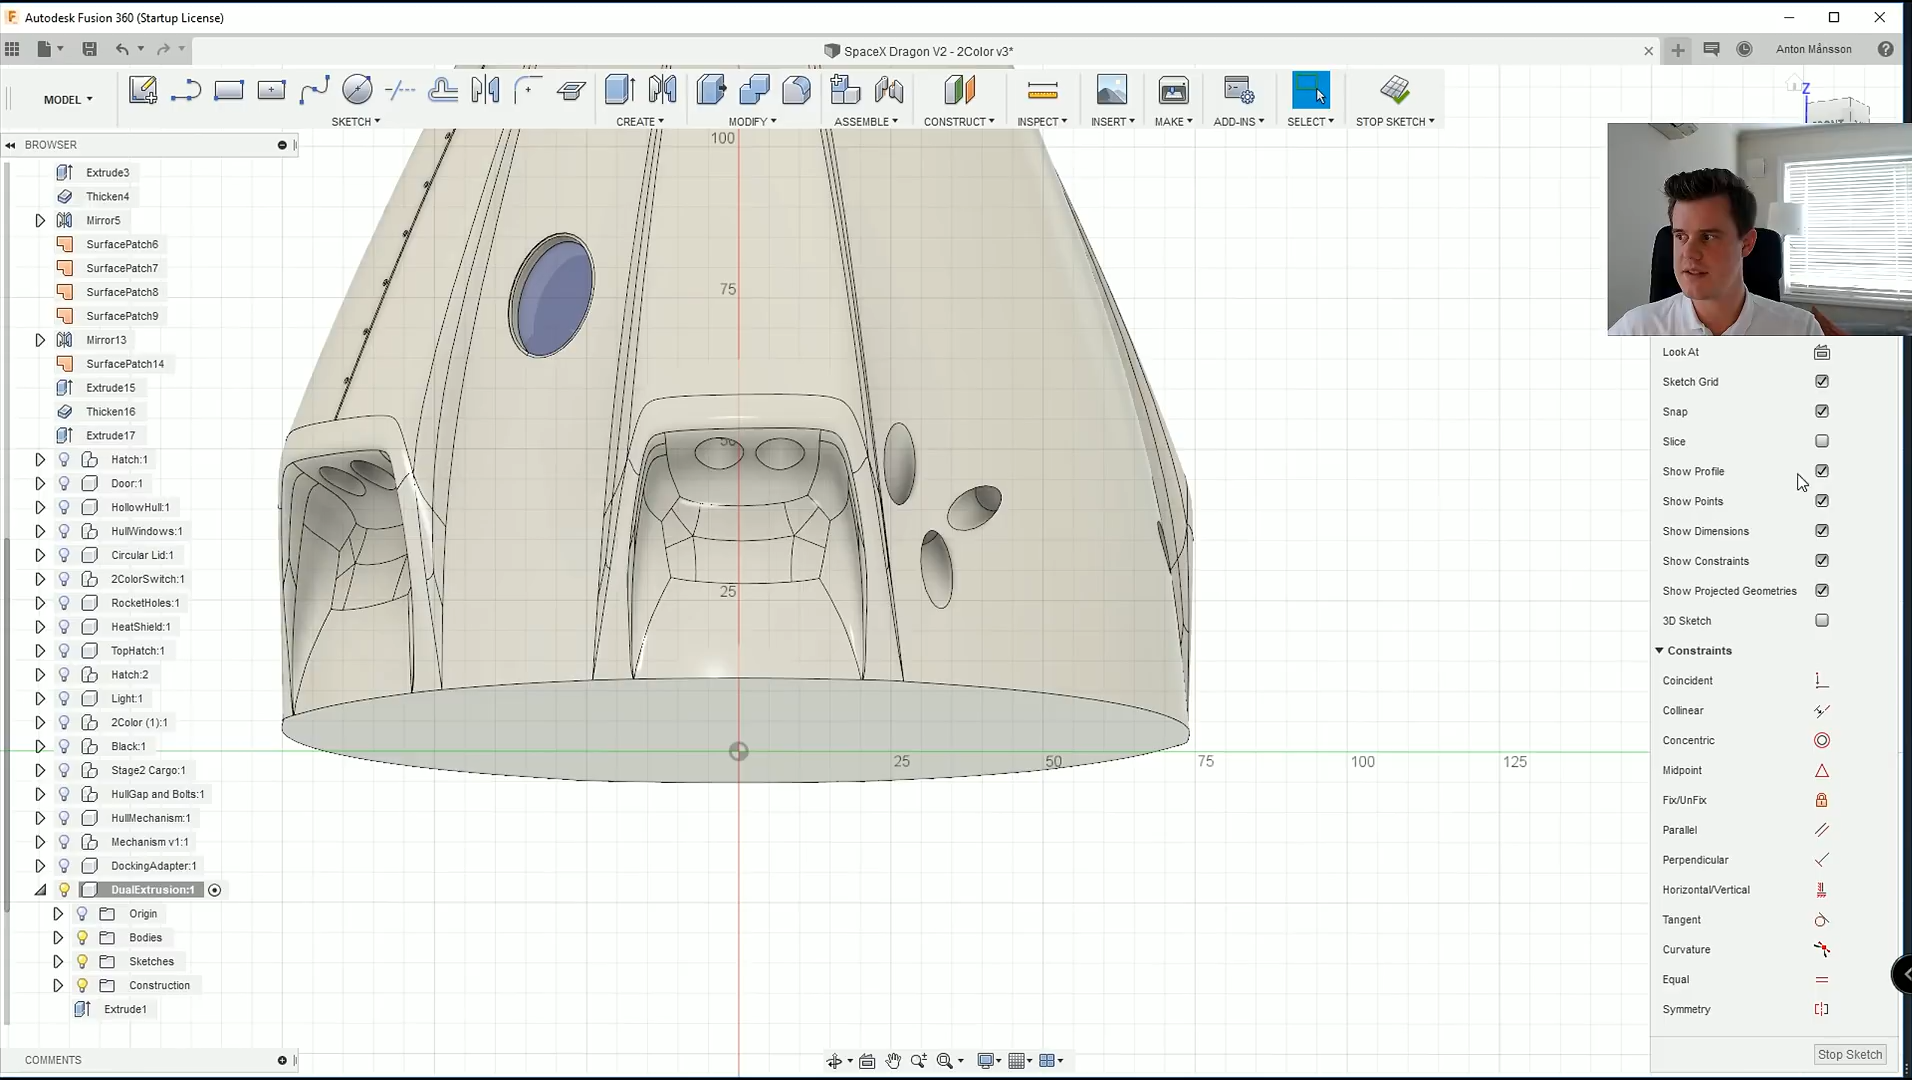 Autodesk Fusion 360 (Startup License)
SpaceX Dragon V2 - 2Color v3*
Anton Månsson
MODEL
SKETCH
CREATE
MODIFY
ASSEMBLE
CONSTRUCT
INSPECT
INSERT
MAKE
ADD-INS
SELECT
STOP SKETCH
Z
BROWSER
Extrude3
Thicken4
Mirror5
SurfacePatch6
SurfacePatch7
SurfacePatch8
SurfacePatch9
Mirror13
SurfacePatch14
Extrude15
Thicken16
Extrude17
Hatch:1
Door:1
HollowHull:1
HullWindows:1
Circular Lid:1
2ColorSwitch:1
RocketHoles:1
HeatShield:1
TopHatch:1
Hatch:2
Light:1
2Color (1):1
Black:1
Stage2 Cargo:1
HullGap and Bolts:1
HullMechanism:1
Mechanism v1:1
DockingAdapter:1
DualExtrusion:1
Origin
Bodies
Sketches
Construction
Extrude1
COMMENTS
100
75
50
25
25
50
75
100
125
Look At
Sketch Grid
Snap
Slice
Show Profile
Show Points
Show Dimensions
Show Constraints
Show Projected Geometries
3D Sketch
Constraints
Coincident
Collinear
Concentric
Midpoint
Fix/UnFix
Parallel
Perpendicular
Horizontal/Vertical
Tangent
Curvature
Equal
Symmetry
Stop Sketch